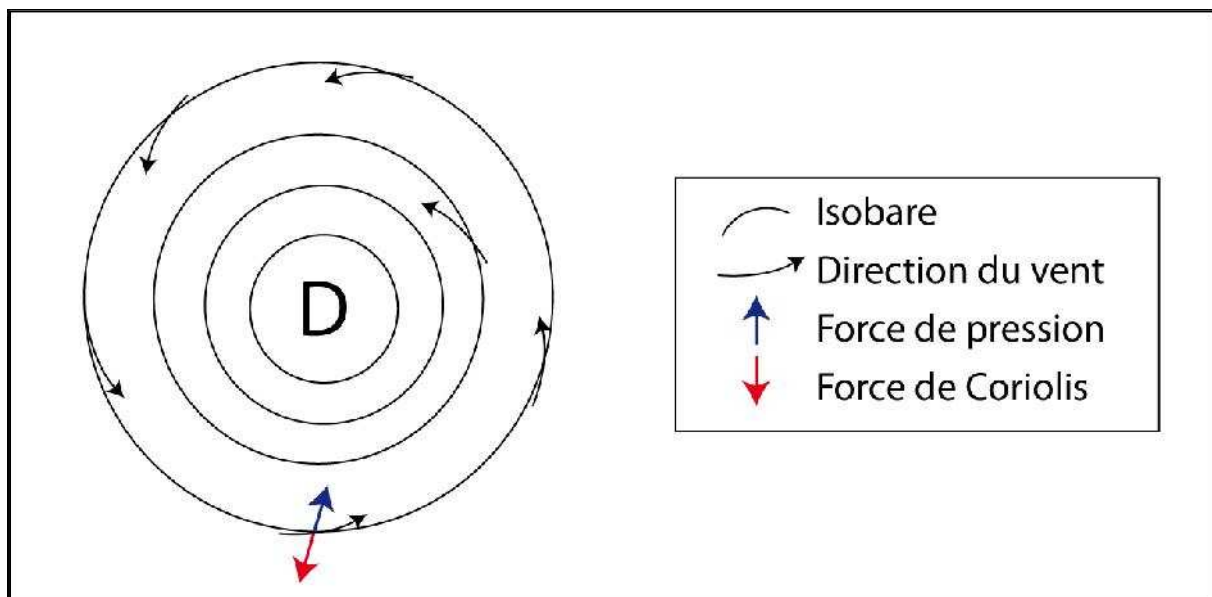 D
Isobare
Direction du vent
Force de pression
Force de Coriolis